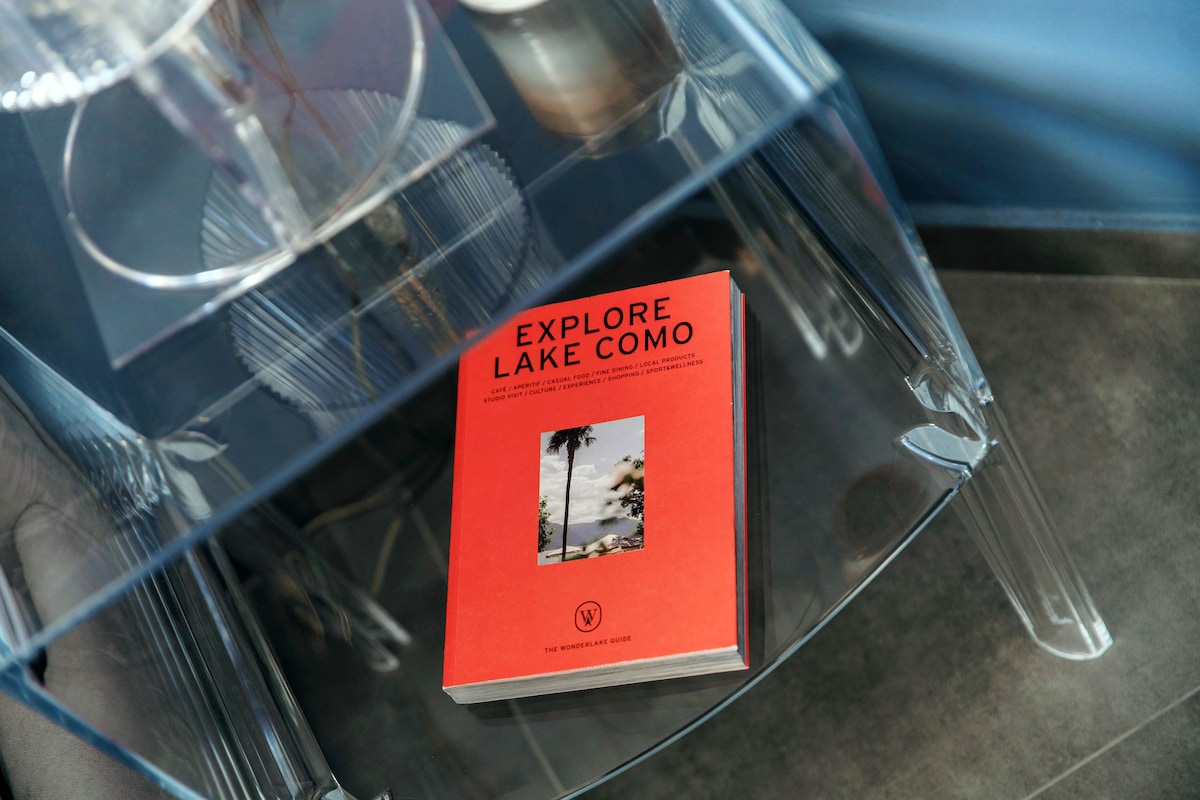 EXPLORE
LAKE COMO
CAFÉ / APERITIF / CASUAL FOOD / FINE DINING / LOCAL PRODUCTS
STUDIO VISIT / CULTURE / EXPERIENCE / SHOPPING / SPORT&WELLNESS
W
THE WONDERLAKE GUIDE